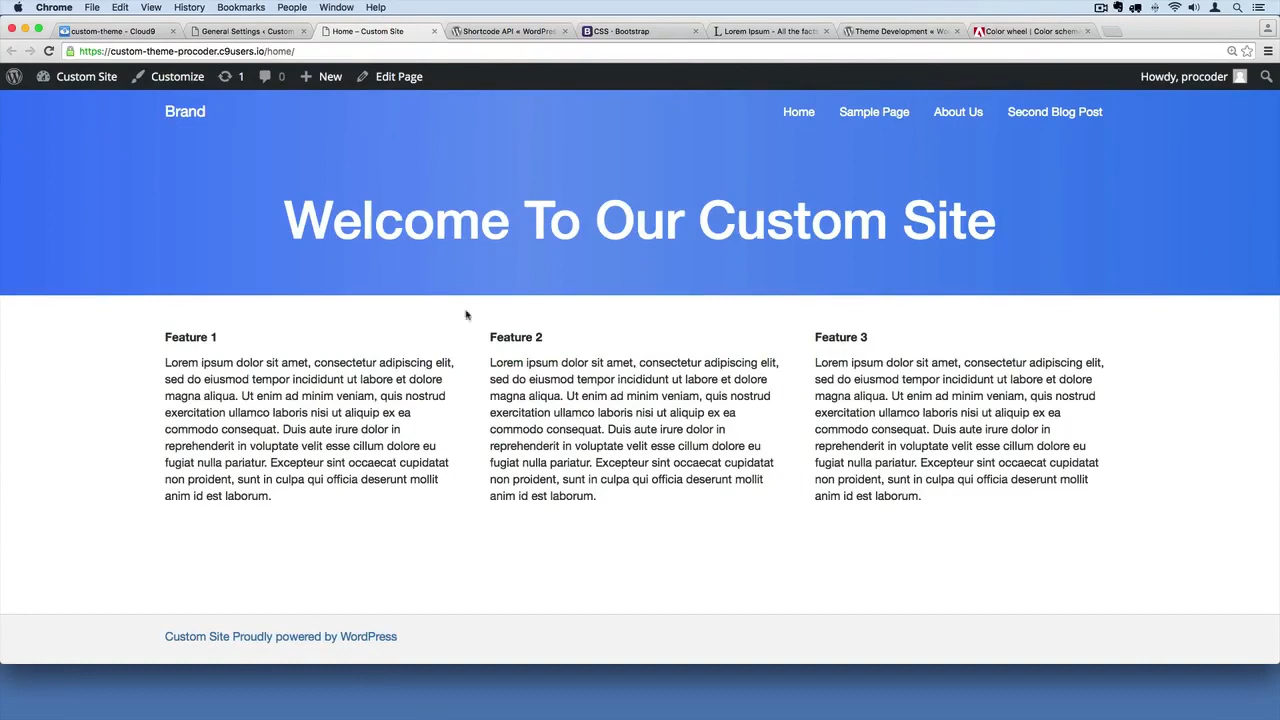 Chrome File Edit View History Bookmarks People Window Help
custom-theme - Cloud9
General Settings ‹ Custom
Home – Custom Site
Shortcode API « WordPres
CSS · Bootstrap
Lorem Ipsum - All the facts
Theme Development « Wo
Color wheel | Color schem
https://custom-theme-procoder.c9users.io/home/
Custom Site Customize 1 0 New Edit Page Howdy, procoder
Brand Home Sample Page About Us Second Blog Post
Welcome To Our Custom Site
Feature 1
Lorem ipsum dolor sit amet, consectetur adipiscing elit,
sed do eiusmod tempor incididunt ut labore et dolore
magna aliqua. Ut enim ad minim veniam, quis nostrud
exercitation ullamco laboris nisi ut aliquip ex ea
commodo consequat. Duis aute irure dolor in
reprehenderit in voluptate velit esse cillum dolore eu
fugiat nulla pariatur. Excepteur sint occaecat cupidatat
non proident, sunt in culpa qui officia deserunt mollit
anim id est laborum.
Feature 2
Lorem ipsum dolor sit amet, consectetur adipiscing elit,
sed do eiusmod tempor incididunt ut labore et dolore
magna aliqua. Ut enim ad minim veniam, quis nostrud
exercitation ullamco laboris nisi ut aliquip ex ea
commodo consequat. Duis aute irure dolor in
reprehenderit in voluptate velit esse cillum dolore eu
fugiat nulla pariatur. Excepteur sint occaecat cupidatat
non proident, sunt in culpa qui officia deserunt mollit
anim id est laborum.
Feature 3
Lorem ipsum dolor sit amet, consectetur adipiscing elit,
sed do eiusmod tempor incididunt ut labore et dolore
magna aliqua. Ut enim ad minim veniam, quis nostrud
exercitation ullamco laboris nisi ut aliquip ex ea
commodo consequat. Duis aute irure dolor in
reprehenderit in voluptate velit esse cillum dolore eu
fugiat nulla pariatur. Excepteur sint occaecat cupidatat
non proident, sunt in culpa qui officia deserunt mollit
anim id est laborum.
Custom Site Proudly powered by WordPress